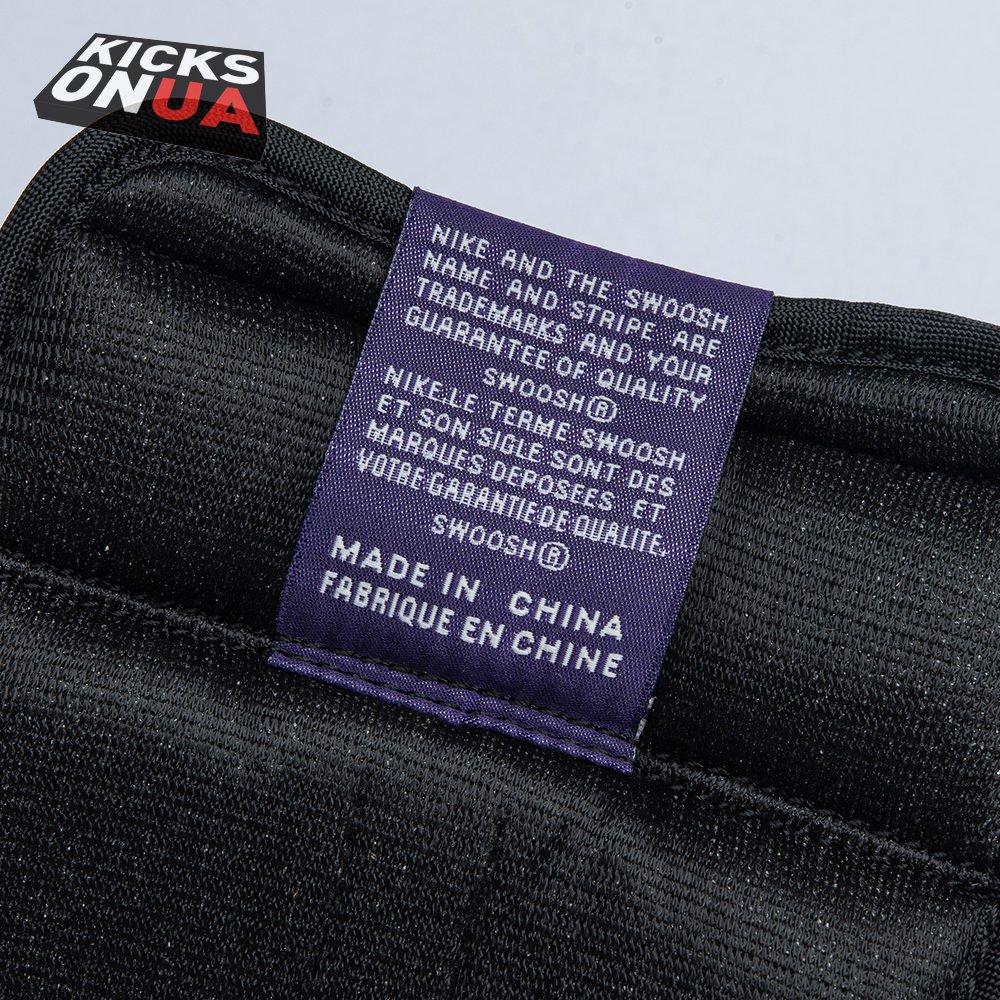 KICKS
ONUA
NIKE AND THE SWOOSH
NAME AND STRIPE ARE
TRADEMARKS AND YOUR
GUARANTEE OF QUALITY
SWOOSH®
NIKE.LE TERME SWOOSH
ET SON SIGLE SONT DES
MARQUES DEPOSEES ET
VOTRE GARANTIE DE QUALITE.
SWOOSH®
MADE IN CHINA
FABRIQUE EN CHINE